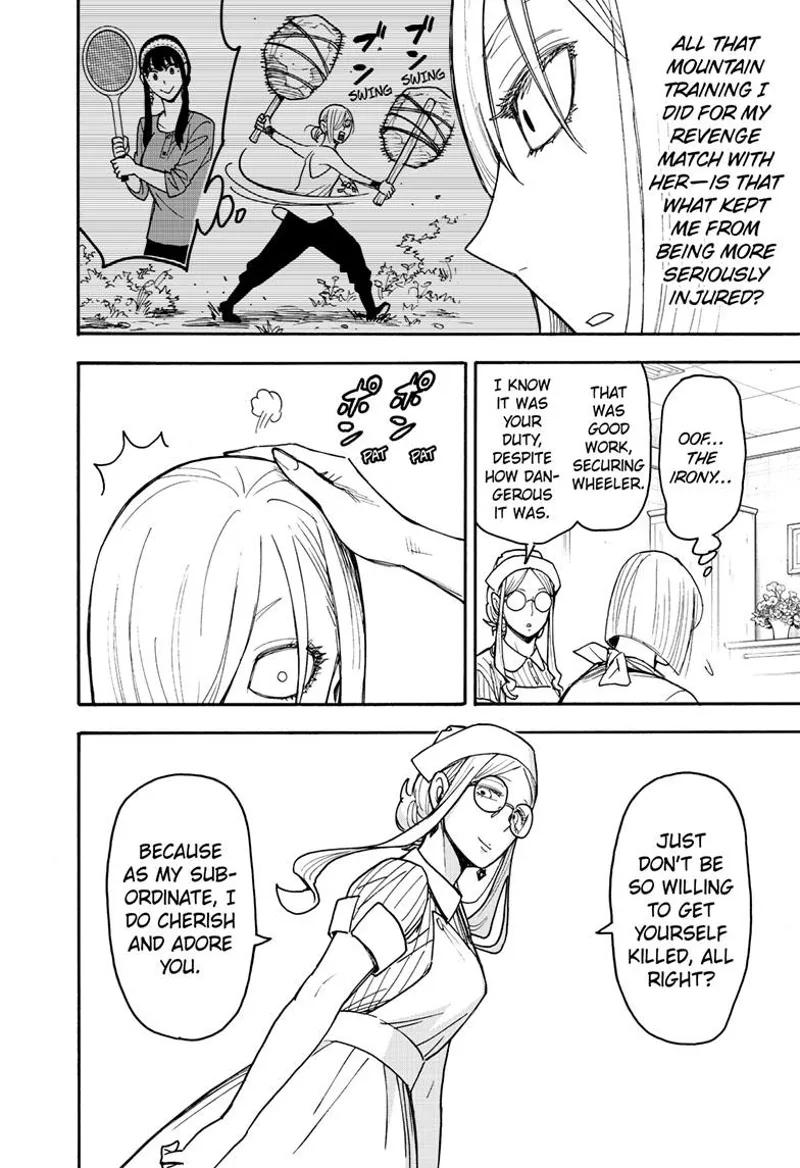 ALL THAT
MOUNTAIN
TRAINING I
DID FOR MY
REVENGE
MATCH WITH
HER—IS THAT
WHAT KEPT
ME FROM
BEING MORE
SERIOUSLY
INJURED?
ブン
SWING
ブン
SWING
OOF...
THE
IRONY...
THAT
WAS
GOOD
WORK,
SECURING
WHEELER.
I KNOW
IT WAS
YOUR
DUTY,
DESPITE
HOW DAN-
GEROUS
IT WAS.
ポン
PAT
ポン
PAT
JUST
DON'T BE
SO WILLING
TO GET
YOURSELF
KILLED, ALL
RIGHT?
BECAUSE
AS MY SUB-
ORDINATE, I
DO CHERISH
AND ADORE
YOU.